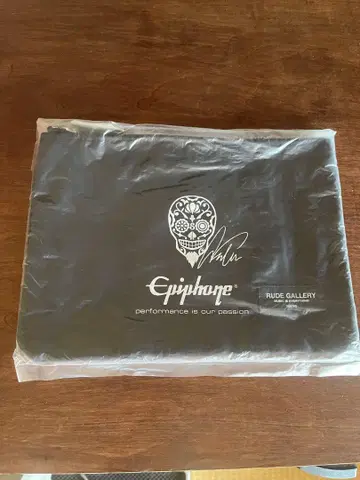 Epiphone®
performance is our passion
RUDE GALLERY